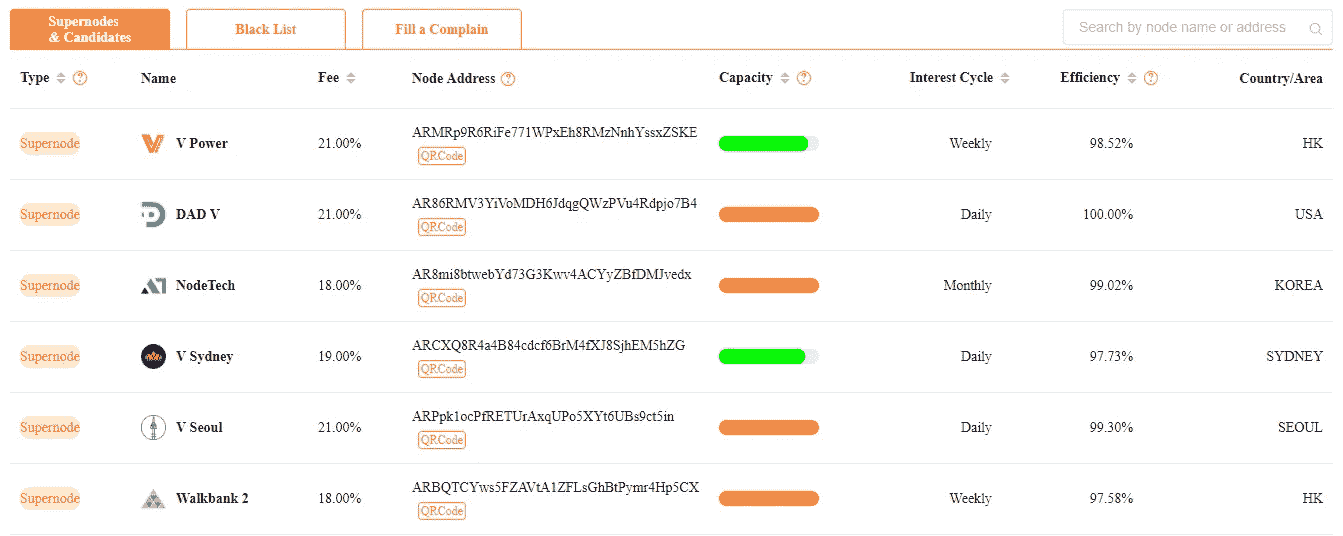 Supernodes
& Candidates
Black List
Fill a Complain
Search by node name or address
Type Name Fee Node Address Capacity Interest Cycle Efficiency Country/Area
Supernode V Power 21.00% ARMRp9R6RiFe771WPxEh8RMzNnhYssxZSKE Weekly 98.52% HK
QRCode
Supernode DAD V 21.00% AR86RMV3YiVoMDH6JdqgQWzPVu4Rdpjo7B4 Daily 100.00% USA
QRCode
Supernode NodeTech 18.00% AR8mi8btwebYd73G3Kwv4ACYyZBfDMJvedx Monthly 99.02% KOREA
QRCode
Supernode V Sydney 19.00% ARCXQ8R4a4B84cdcf6BrM4fXJ8SjhEM5hZG Daily 97.73% SYDNEY
QRCode
Supernode V Seoul 21.00% ARPpk1ocPfRETUrAxqUPo5XYt6UBs9ct5in Daily 99.30% SEOUL
QRCode
Supernode Walkbank 2 18.00% ARBQTCYws5FZAVtA1ZFLsGhBtPymr4Hp5CX Weekly 97.58% HK
QRCode